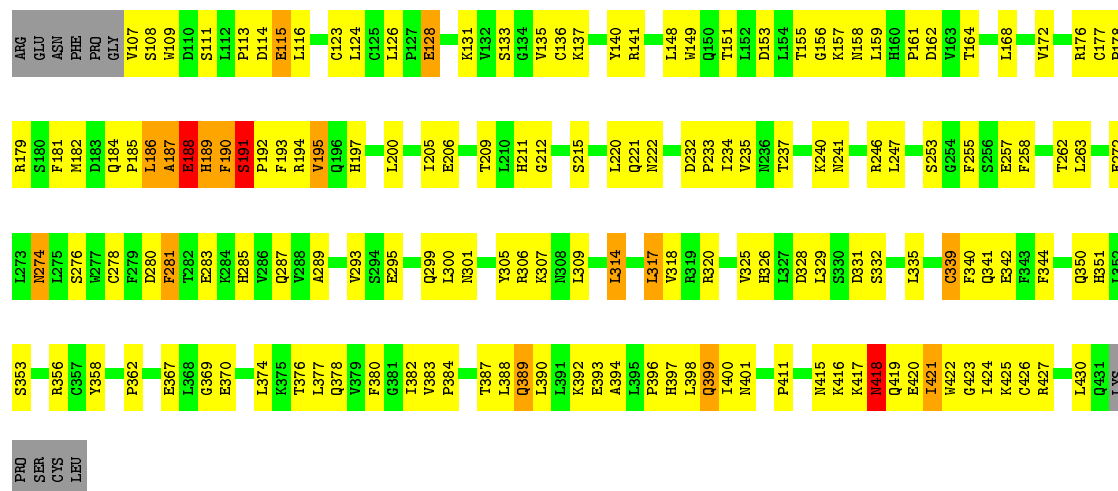 ARG GLU ASN PHE PRO GLY V107 S108 W109 D110 S111 L112 P113 D114 E115 L116 C123 L124 C125 L126 P127 E128 K131 V132 S133 G134 V135 C136 K137 Y140 R141 L148 W149 Q150 T151 L152 D153 L154 T155 G156 K157 N158 L159 H160 P161 D162 V163 T164 L168 V172 R176 C177
R179 S180 F181 M182 D183 Q184 P185 L186 A187 E188 H189 F190 S191 P192 F193 R194 V195 Q196 H197 L200 I205 E206 T209 L210 H211 G212 S215 L220 Q221 N222 D232 P233 I234 V235 N236 T237 K240 N241 R246 L247 S253 G254 F255 S256 E257 F258 T262 L263
L273 N274 L275 S276 W277 C278 F279 D280 F281 T282 E283 K284 H285 V286 Q287 V288 A289 V293 S294 E295 Q299 L300 N301 Y305 R306 K307 N308 L309 L314 L317 V318 R319 R320 V325 H326 L327 D328 L329 S330 D331 S332 L335 C339 F340 Q341 E342 F343 F344 Q350 H351
S353 R356 C357 Y358 P362 E367 L368 G369 E370 L374 K375 T376 L377 Q378 V379 F380 G381 I382 V383 P384 T387 L388 Q389 L390 L391 K392 E393 A394 L395 P396 H397 L398 Q399 I400 N401 P411 N415 K416 K417 N418 Q419 E420 I421 W422 G423 I424 K425 C426 R427 L430 Q431 LYS
PRO SER CYS LEU